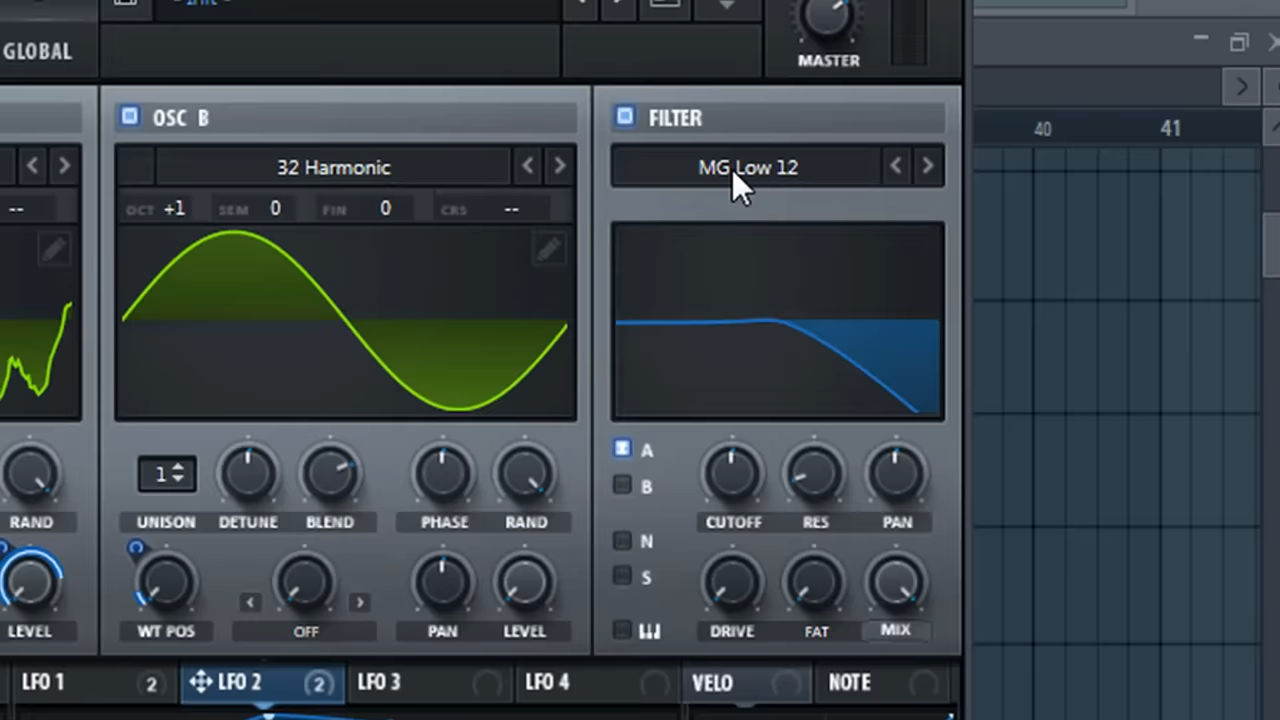 GLOBAL
MASTER
OSC B
FILTER
32 Harmonic
MG Low 12
40
41
--
OCT +1
SEM 0
FIN 0
CRS --
A
B
N
S
1
RAND
UNISON
DETUNE
BLEND
PHASE
RAND
CUTOFF
RES
PAN
LEVEL
WT POS
OFF
PAN
LEVEL
DRIVE
FAT
MIX
LFO 1
2
LFO 2
2
LFO 3
LFO 4
VELO
NOTE